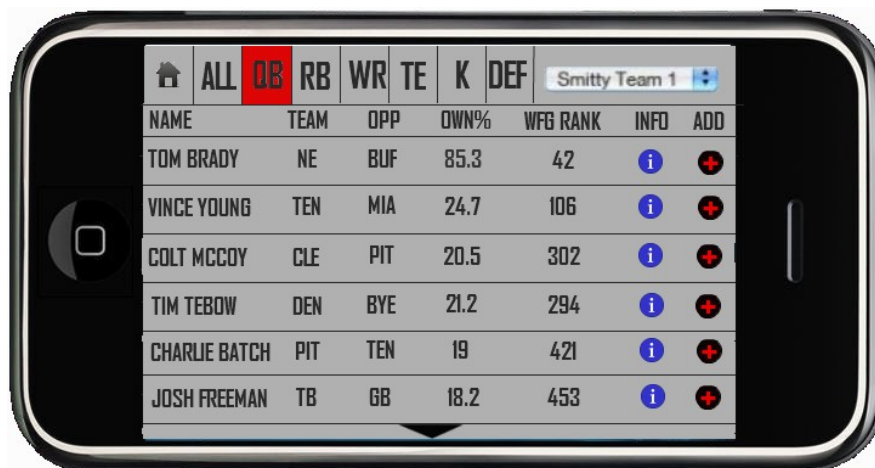 ALL QB RB WR TE K DEF Smitty Team 1
NAME TEAM OPP OWN% WFG RANK INFO ADD
TOM BRADY NE BUF 85.3 42 i
VINCE YOUNG TEN MIA 24.7 106 i
COLT MCCOY CLE PIT 20.5 302 i
TIM TEBOW DEN BYE 21.2 294 i
CHARLIE BATCH PIT TEN 19 421 i
JOSH FREEMAN TB GB 18.2 453 i